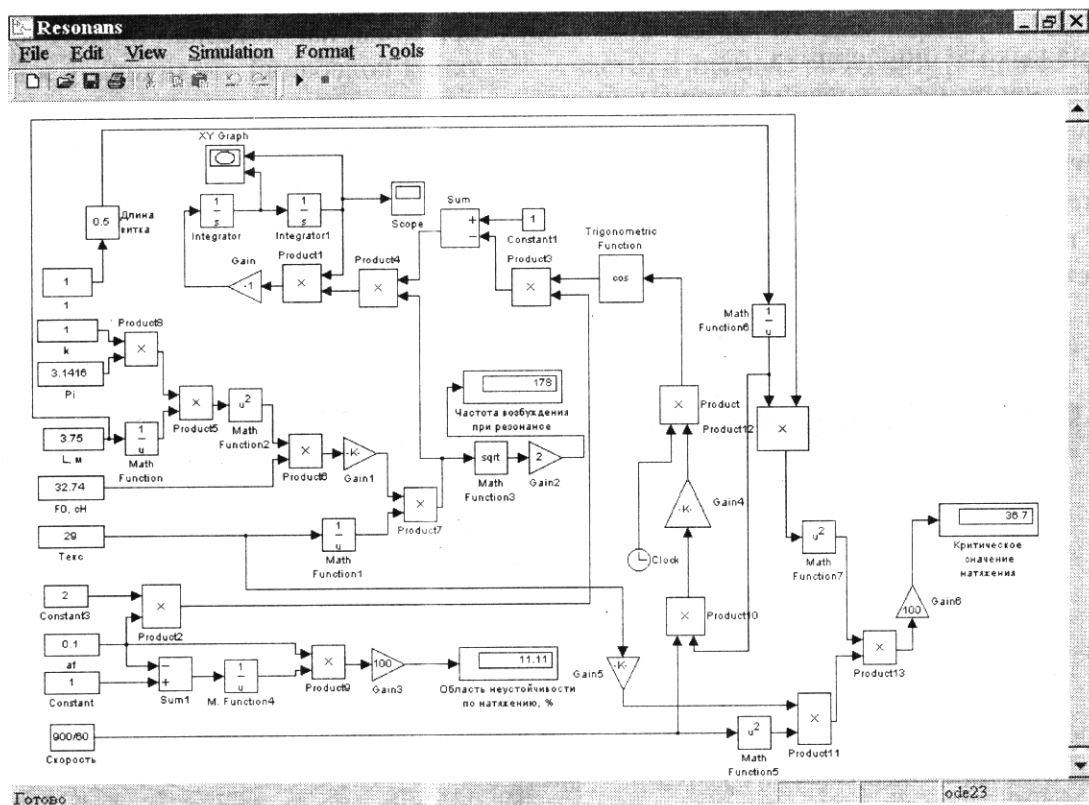 Resonans
File Edit View Simulation Format Tools
XY Graph
1
s
Integrator
1
s
Integrator1
Scope
Sum
+
−
1
Constant1
Trigonometric
Function
cos
0.5
Длина
витка
1
1
Gain
-1
Product1
×
Product4
×
Product3
×
Math
Function6
1
u
1
k
Product8
×
3.1416
Pi
×
Product5
u²
Math
Function2
178
Частота возбуждения
при резонансе
×
Product
Product12
×
3.75
L, м
1
u
Math
Function
×
Product6
-K-
Gain1
sqrt
Math
Function3
2
Gain2
32.74
F0, сН
×
Product7
-K-
Gain4
36.7
Критическое
значение
натяжения
29
Текс
1
u
Math
Function1
Clock
u²
Math
Function7
2
Constant3
×
Product2
×
Product10
100
Gain6
0.1
af
−
+
Sum1
1
u
M. Function4
×
Product9
100
Gain3
11.11
Область неустойчивости
по натяжению, %
Gain5
-K-
×
Product13
1
Constant
×
Product11
900/60
Скорость
u²
Math
Function5
Готово
ode23